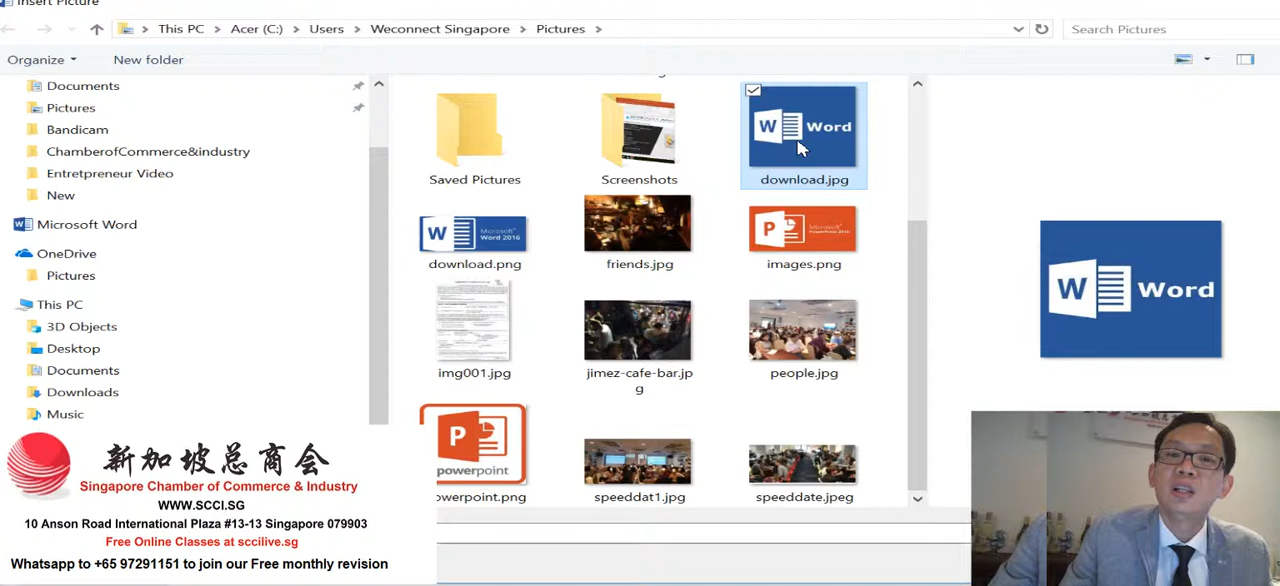 Insert Picture
This PC > Acer (C:) > Users > Weconnect Singapore > Pictures >
Search Pictures
Organize
New folder
Documents
Pictures
Bandicam
ChamberofCommerce&industry
Entretpreneur Video
New
Microsoft Word
OneDrive
Pictures
This PC
3D Objects
Desktop
Documents
Downloads
Music
Saved Pictures
Screenshots
W Word
download.jpg
W Microsoft Word 2016
download.png
friends.jpg
P Microsoft PowerPoint 2016
images.png
img001.jpg
jimez-cafe-bar.jp
g
people.jpg
P
powerpoint
owerpoint.png
speeddat1.jpg
speeddate.jpeg
W Word
新加坡总商会
Singapore Chamber of Commerce & Industry
WWW.SCCI.SG
10 Anson Road International Plaza #13-13 Singapore 079903
Free Online Classes at sccilive.sg
Whatsapp to +65 97291151 to join our Free monthly revision